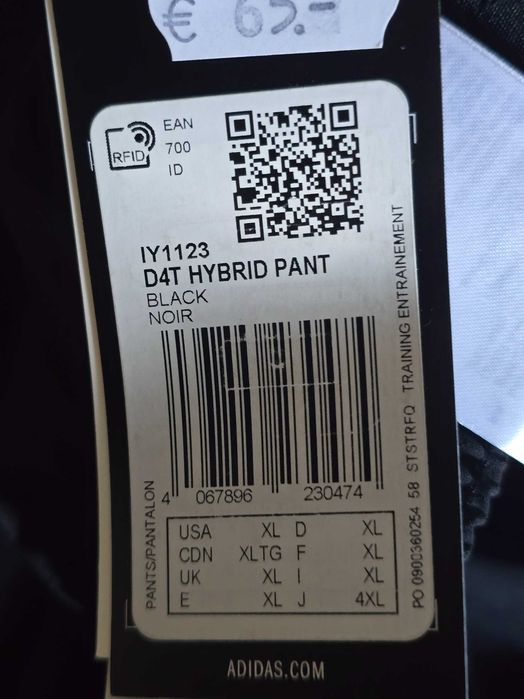 € 65.-
RFID
EAN
700
ID
IY1123
D4T HYBRID PANT
BLACK
NOIR
4 067896 230474
PANTS/PANTALON
USA XL D XL
CDN XLTG F XL
UK XL I XL
E XL J 4XL
PO 0900360254 58 STSTRFQ TRAINING ENTRAINEMENT
ADIDAS.COM